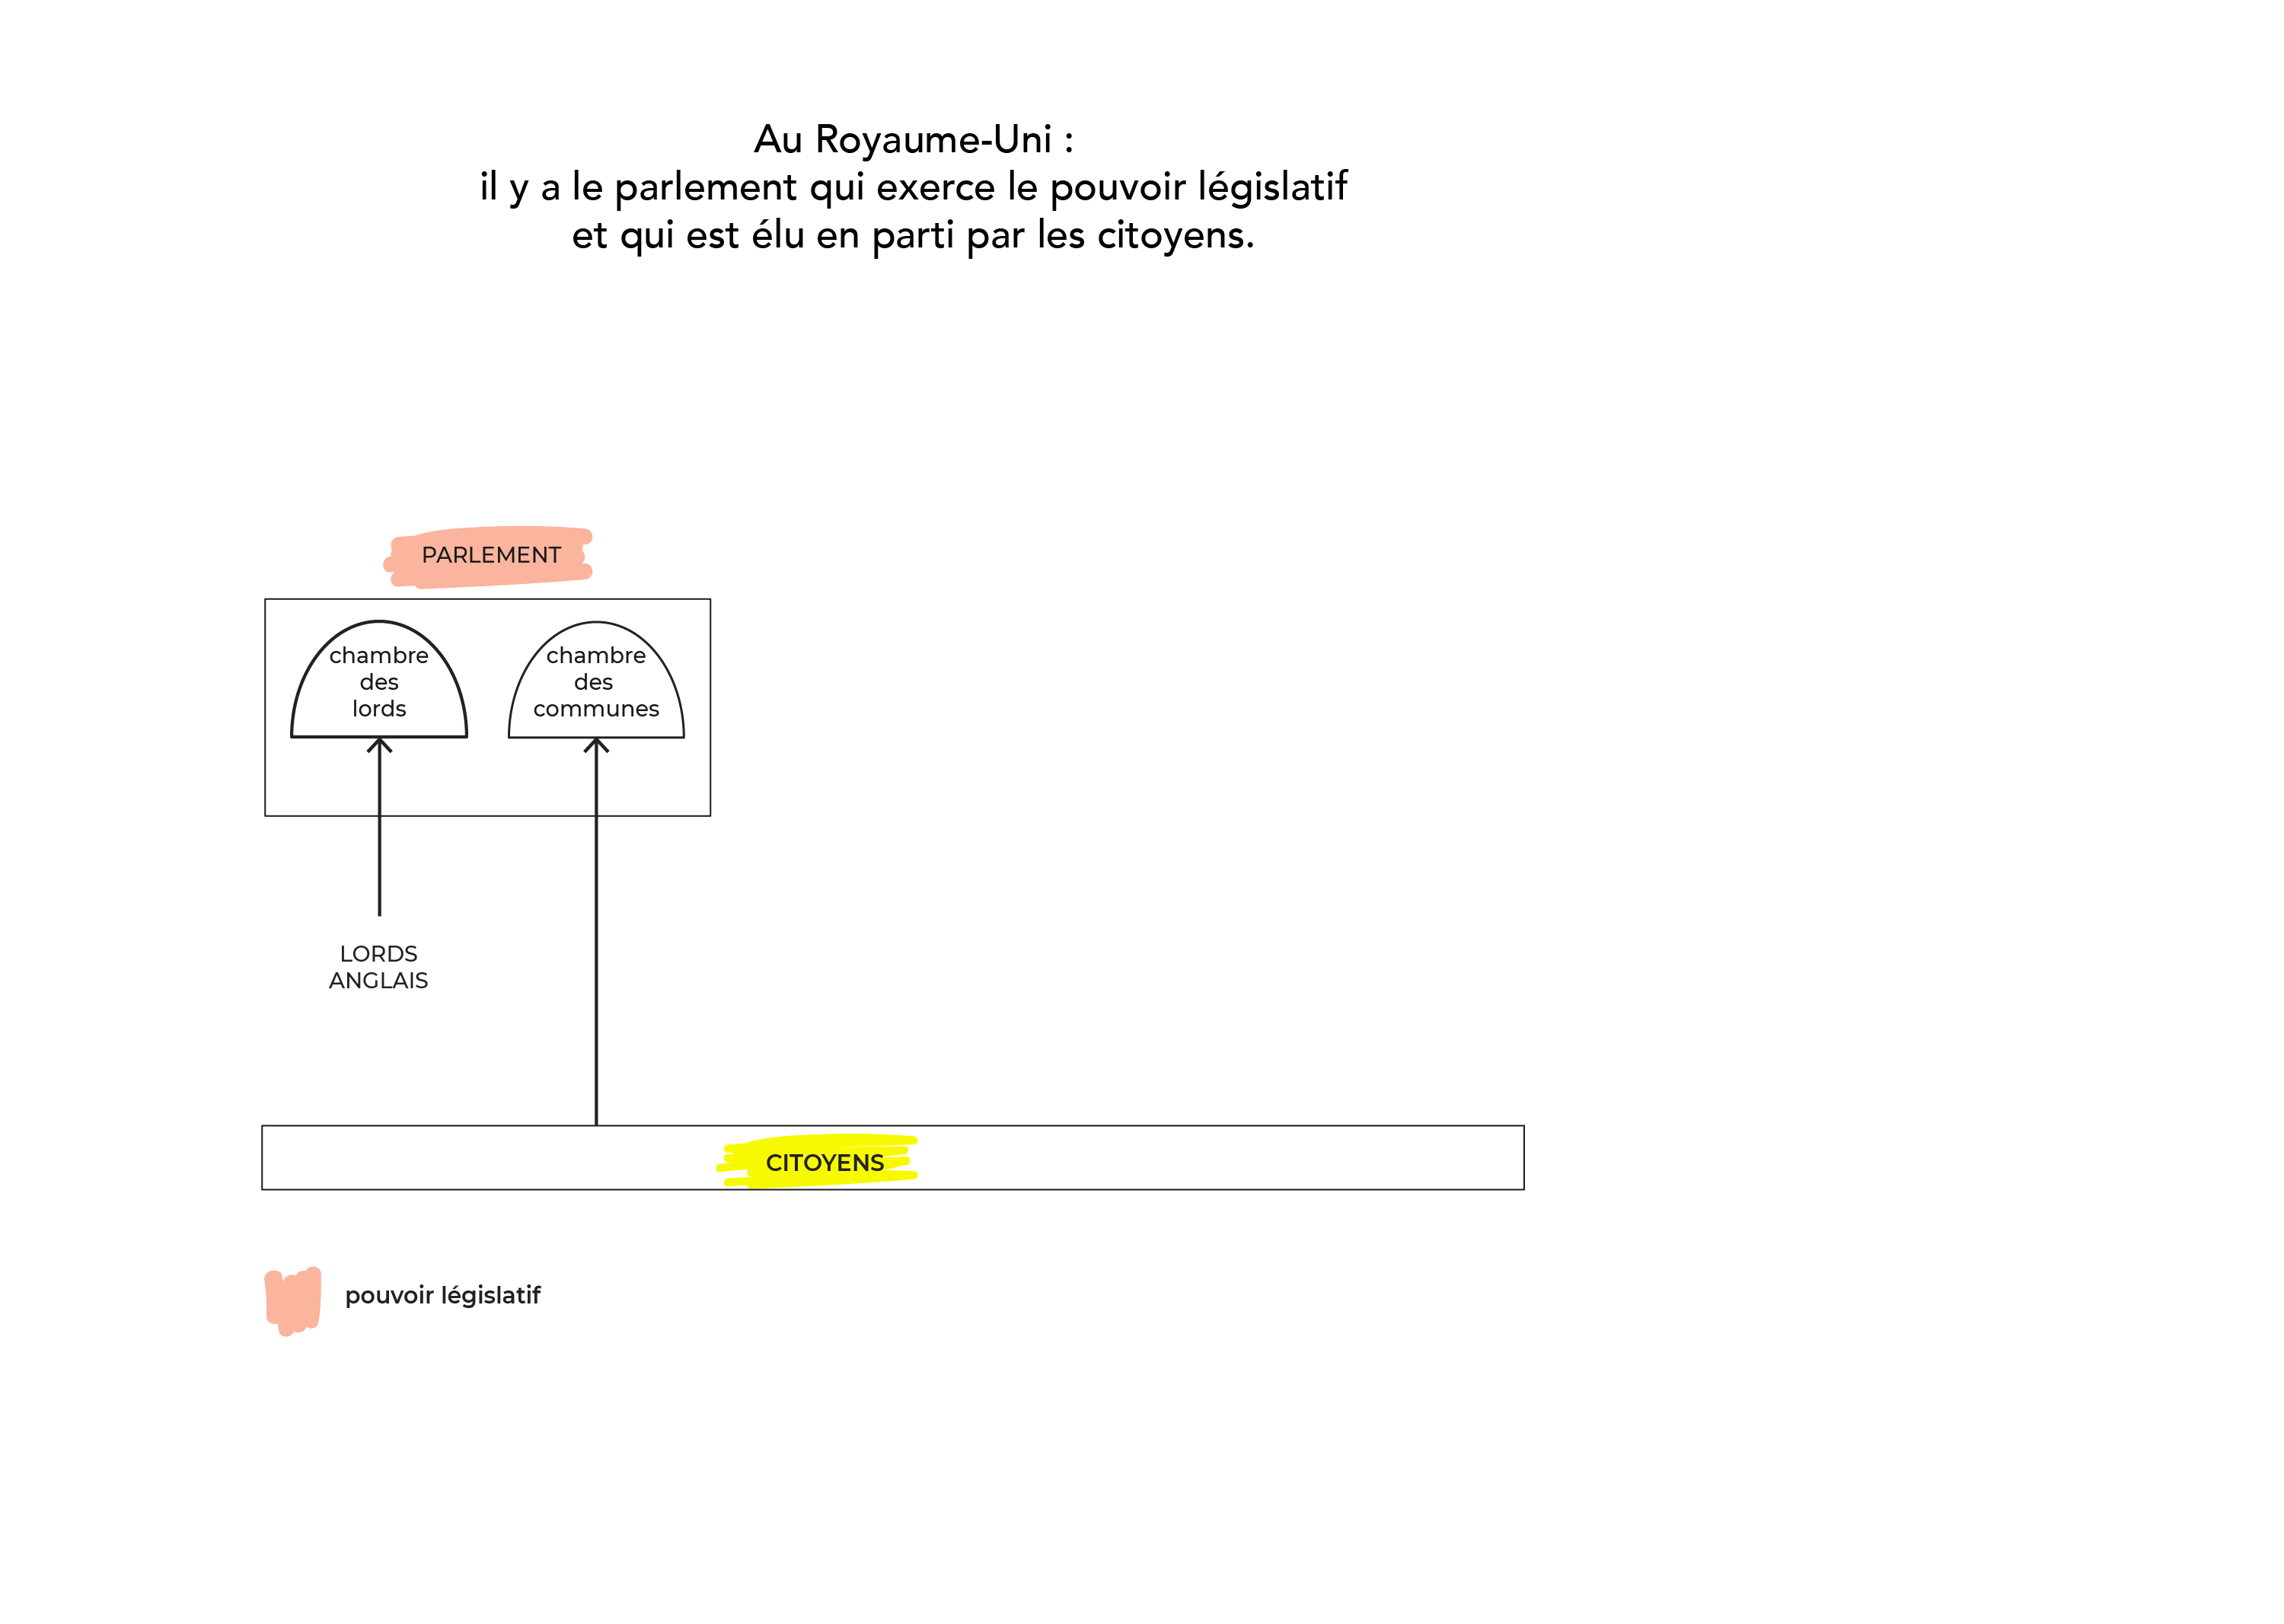 Au Royaume-Uni :
il y a le parlement qui exerce le pouvoir législatif
et qui est élu en parti par les citoyens.
PARLEMENT
chambre
des
lords
chambre
des
communes
LORDS
ANGLAIS
CITOYENS
pouvoir législatif